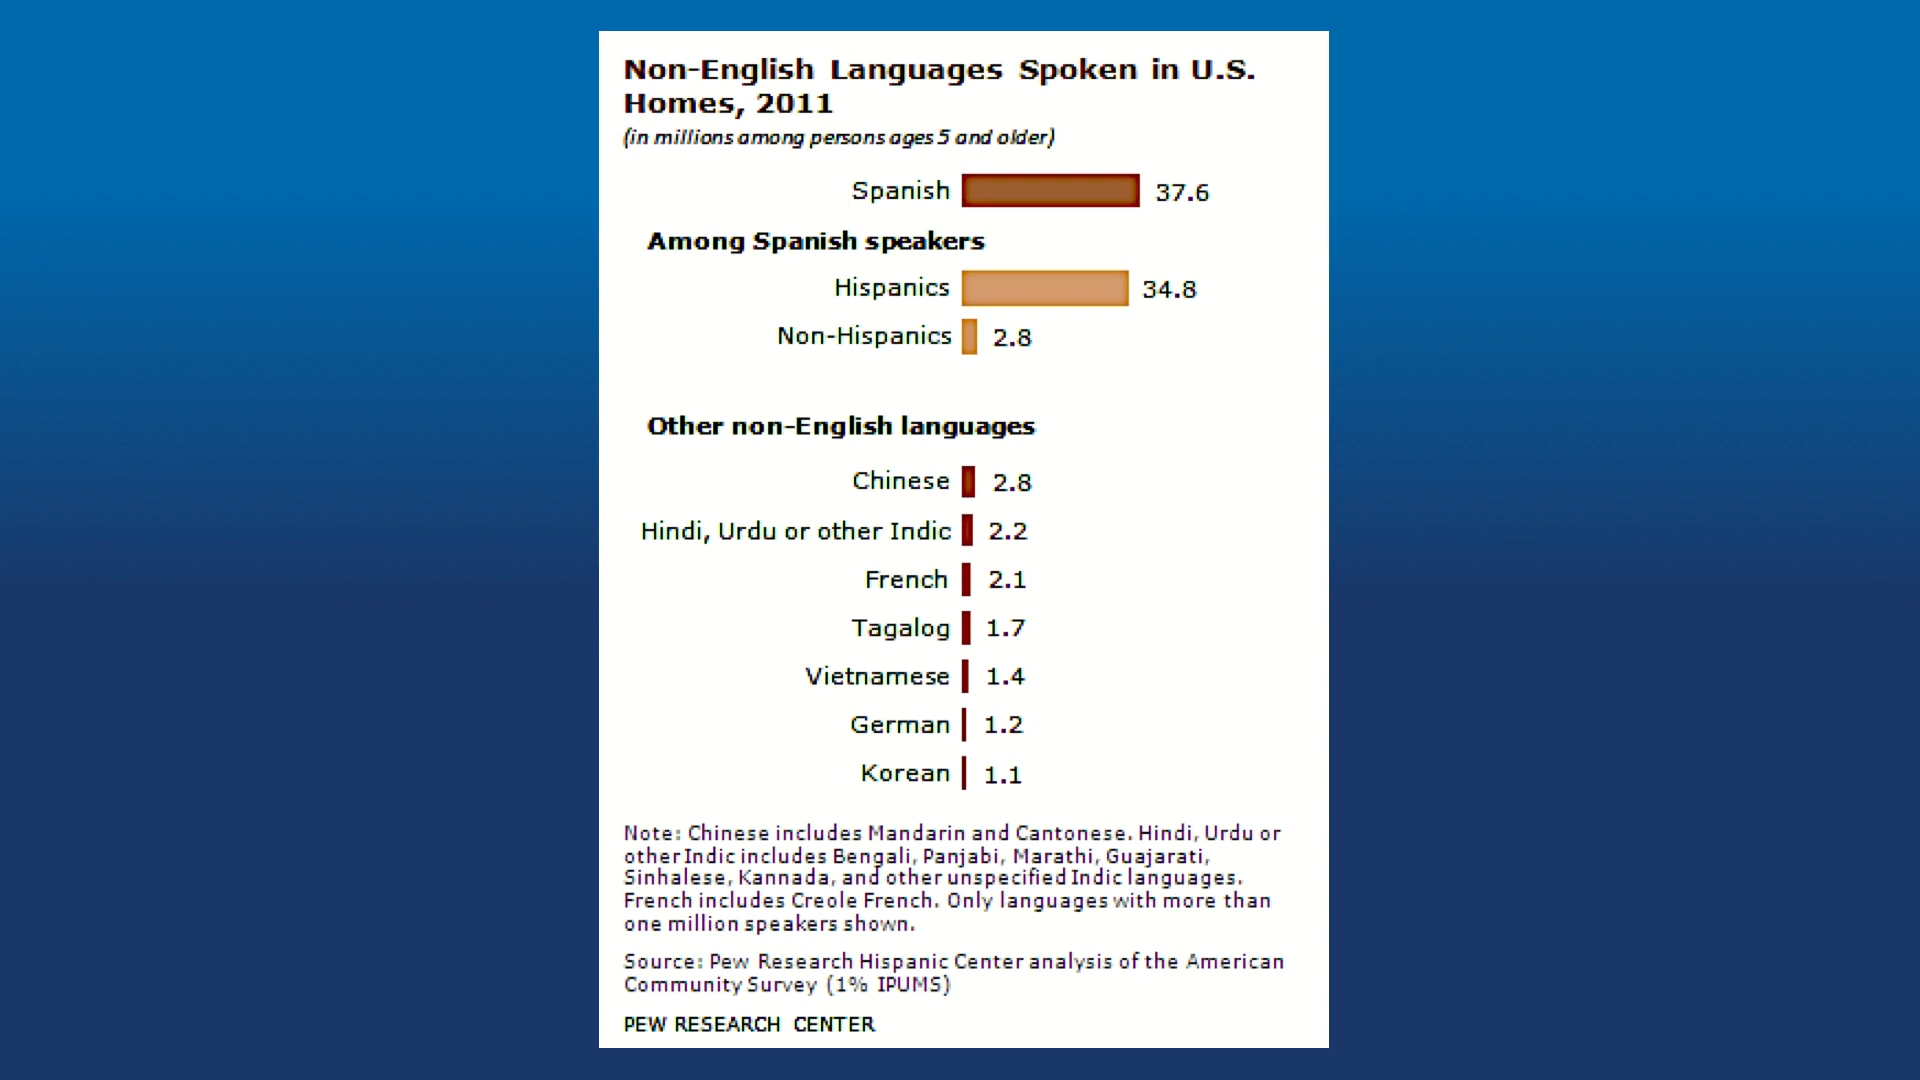 Non-English Languages Spoken in U.S.
Homes, 2011
(in millions among persons ages 5 and older)
Spanish 37.6
Among Spanish speakers
Hispanics 34.8
Non-Hispanics 2.8
Other non-English languages
Chinese 2.8
Hindi, Urdu or other Indic 2.2
French 2.1
Tagalog 1.7
Vietnamese 1.4
German 1.2
Korean 1.1
Note: Chinese includes Mandarin and Cantonese. Hindi, Urdu or
other Indic includes Bengali, Panjabi, Marathi, Guajarati,
Sinhalese, Kannada, and other unspecified Indic languages.
French includes Creole French. Only languages with more than
one million speakers shown.
Source: Pew Research Hispanic Center analysis of the American
Community Survey (1% IPUMS)
PEW RESEARCH CENTER